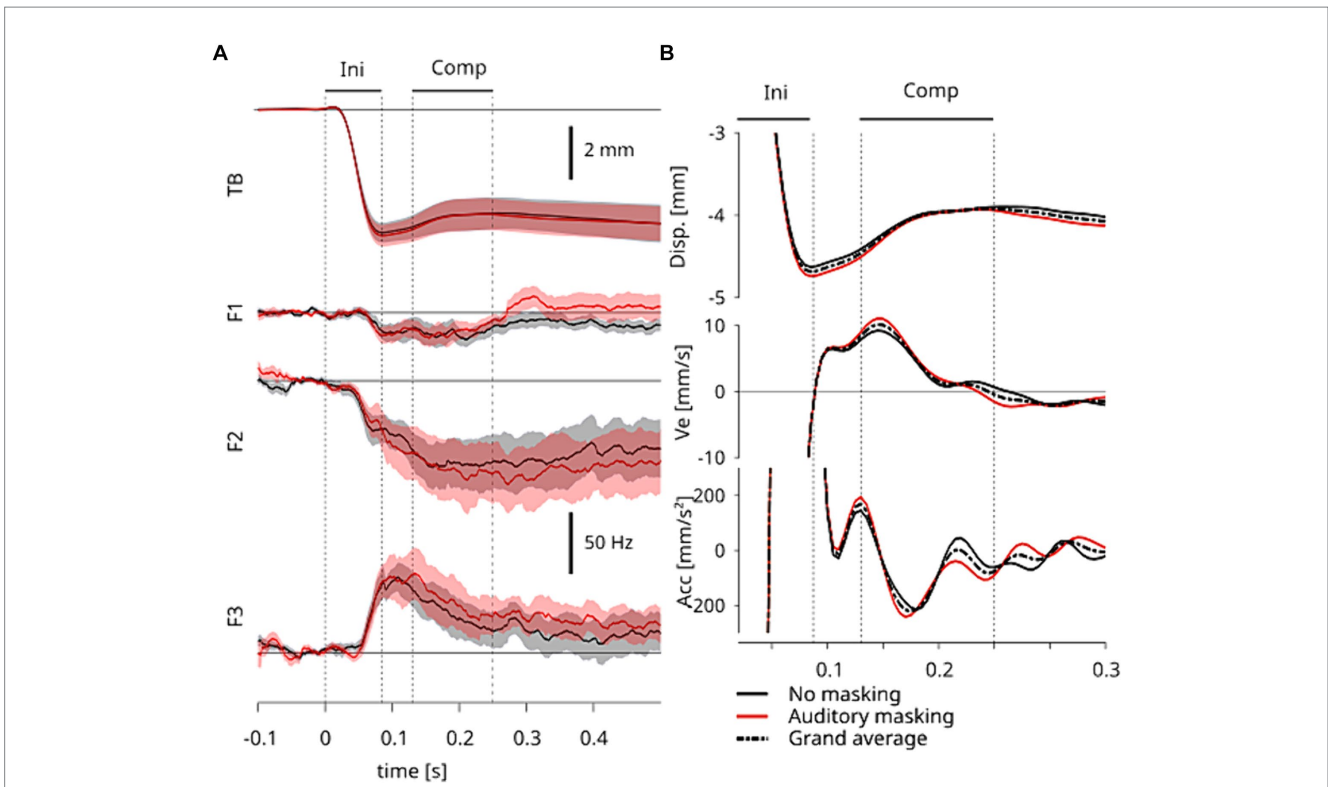 A
Ini
Comp
2 mm
TB
F1
F2
50 Hz
F3
-0.1
0
0.1
0.2
0.3
0.4
time [s]
B
Ini
Comp
-3
-4
-5
Disp. [mm]
10
0
-10
Ve [mm/s]
200
0
200
Acc [mm/s²]
0.1
0.2
0.3
No masking
Auditory masking
Grand average